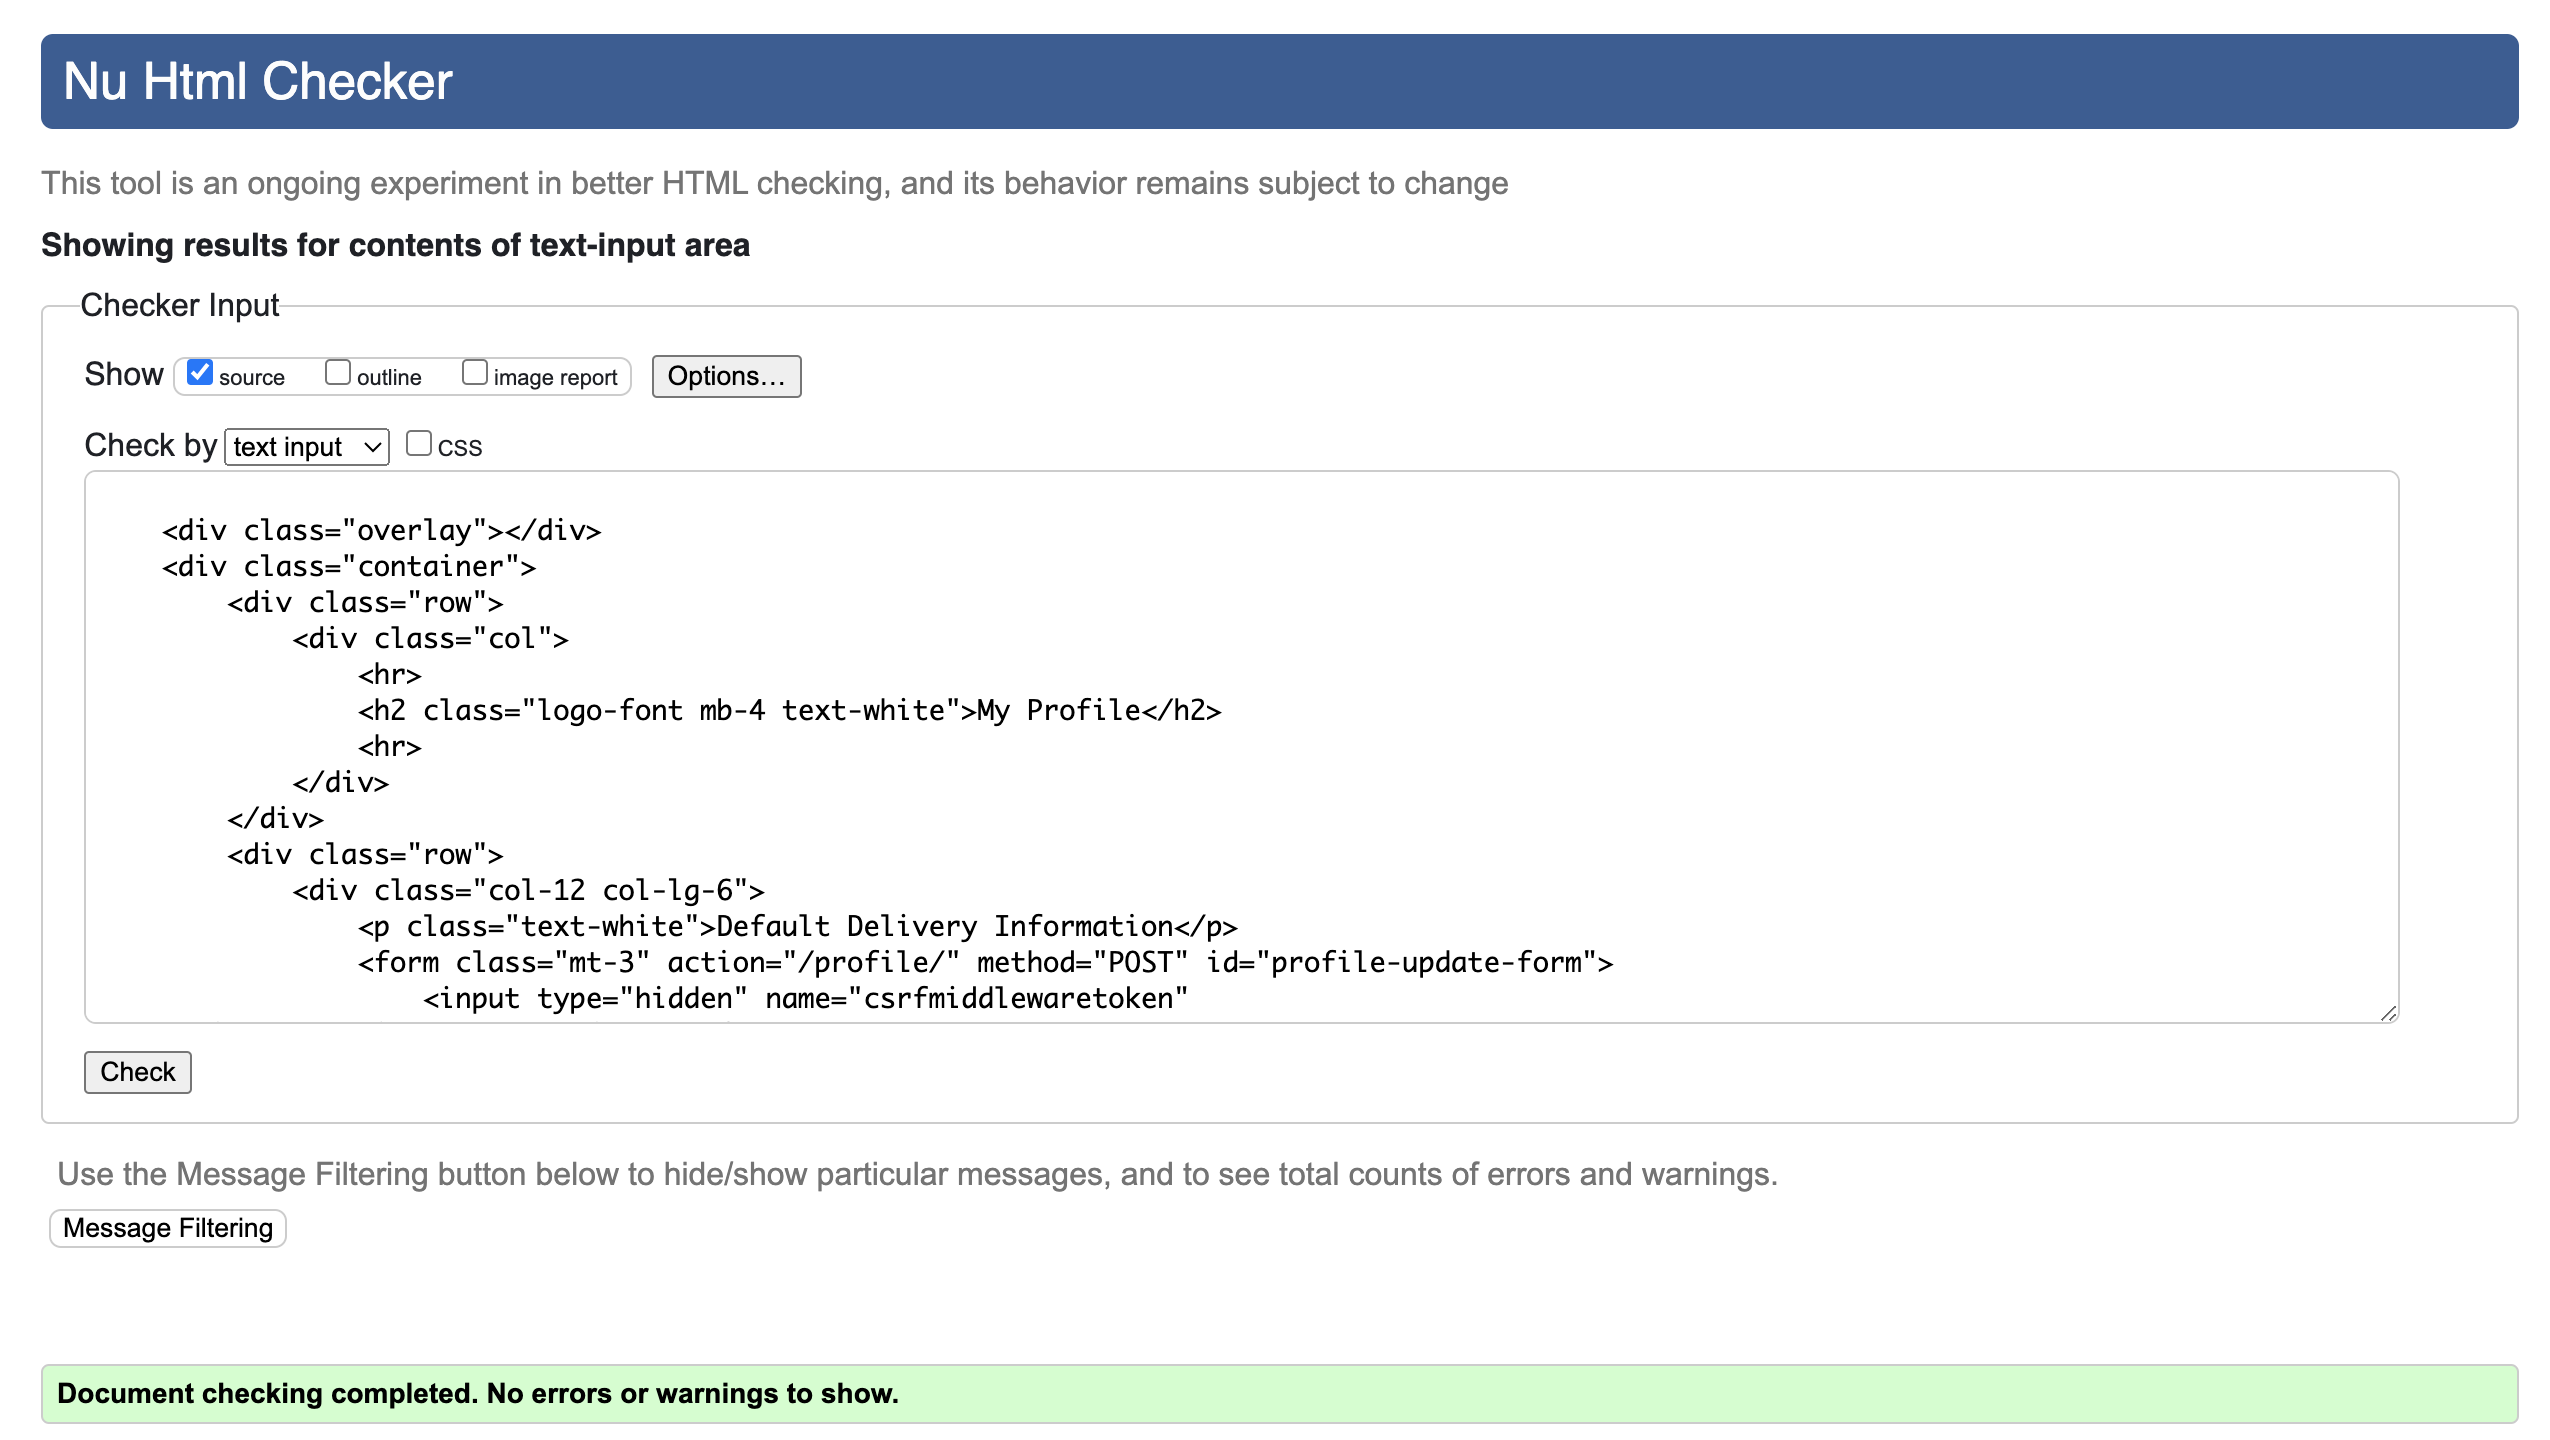 Nu Html Checker
This tool is an ongoing experiment in better HTML checking, and its behavior remains subject to change
Showing results for contents of text-input area
Checker Input
Show source outline image report Options...
Check by text input CSS
<div class="overlay"></div>
<div class="container">
<div class="row">
<div class="col">
<hr>
<h2 class="logo-font mb-4 text-white">My Profile</h2>
<hr>
</div>
</div>
<div class="row">
<div class="col-12 col-lg-6">
<p class="text-white">Default Delivery Information</p>
<form class="mt-3" action="/profile/" method="POST" id="profile-update-form">
<input type="hidden" name="csrfmiddlewaretoken"
Check
Use the Message Filtering button below to hide/show particular messages, and to see total counts of errors and warnings.
Message Filtering
Document checking completed. No errors or warnings to show.